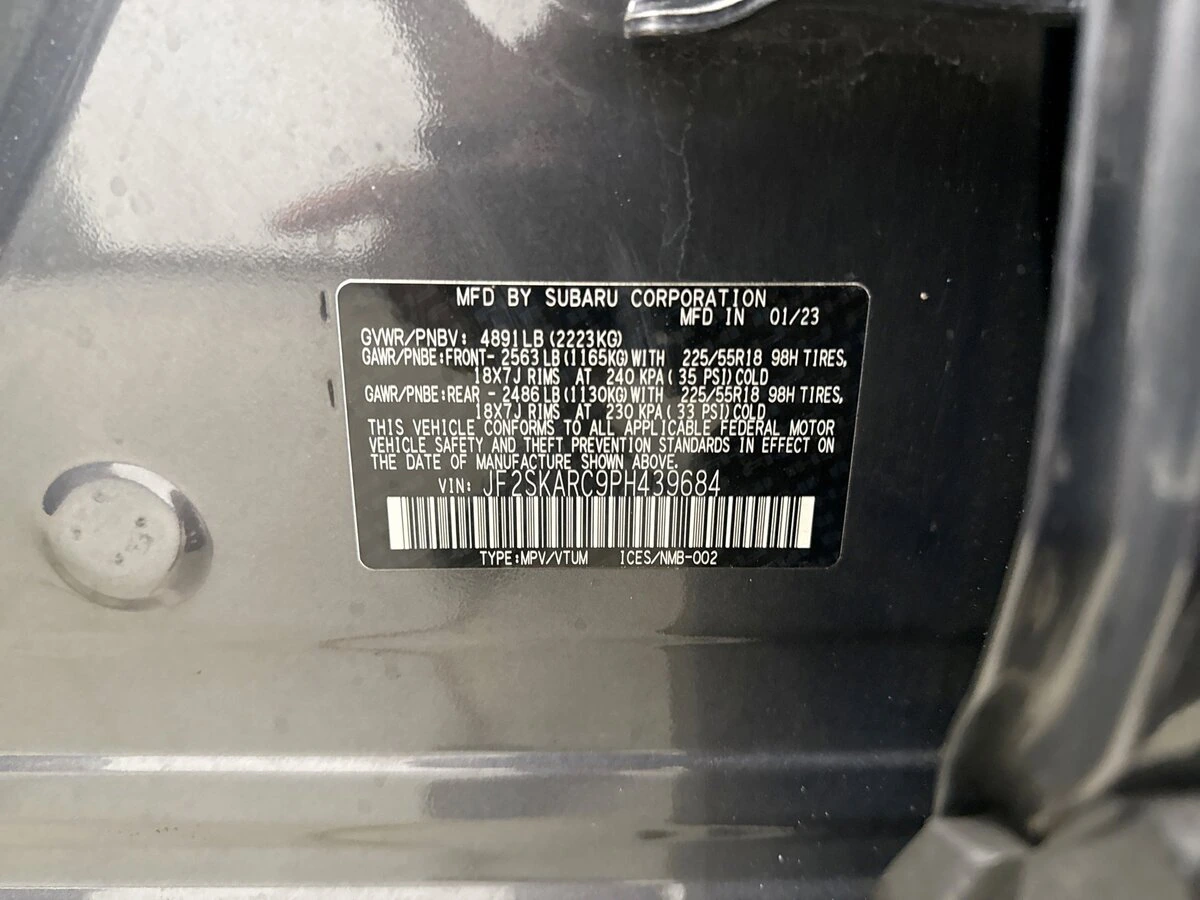 MFD BY SUBARU CORPORATION
MFD IN 01/23
GVWR/PNBV: 4891LB(2223KG)
GAWR/PNBE:FRONT- 2563LB(1165KG)WITH 225/55R18 98H TIRES,
18X7J RIMS AT 240 KPA( 35 PSI)COLD
GAWR/PNBE:REAR - 2486LB(1130KG)WITH 225/55R18 98H TIRES,
18X7J RIMS AT 230 KPA( 33 PSI)COLD
THIS VEHICLE CONFORMS TO ALL APPLICABLE FEDERAL MOTOR
VEHICLE SAFETY AND THEFT PREVENTION STANDARDS IN EFFECT ON
THE DATE OF MANUFACTURE SHOWN ABOVE.
VIN: JF2SKARC9PH439684
TYPE:MPV/VTUM ICES/NMB-002